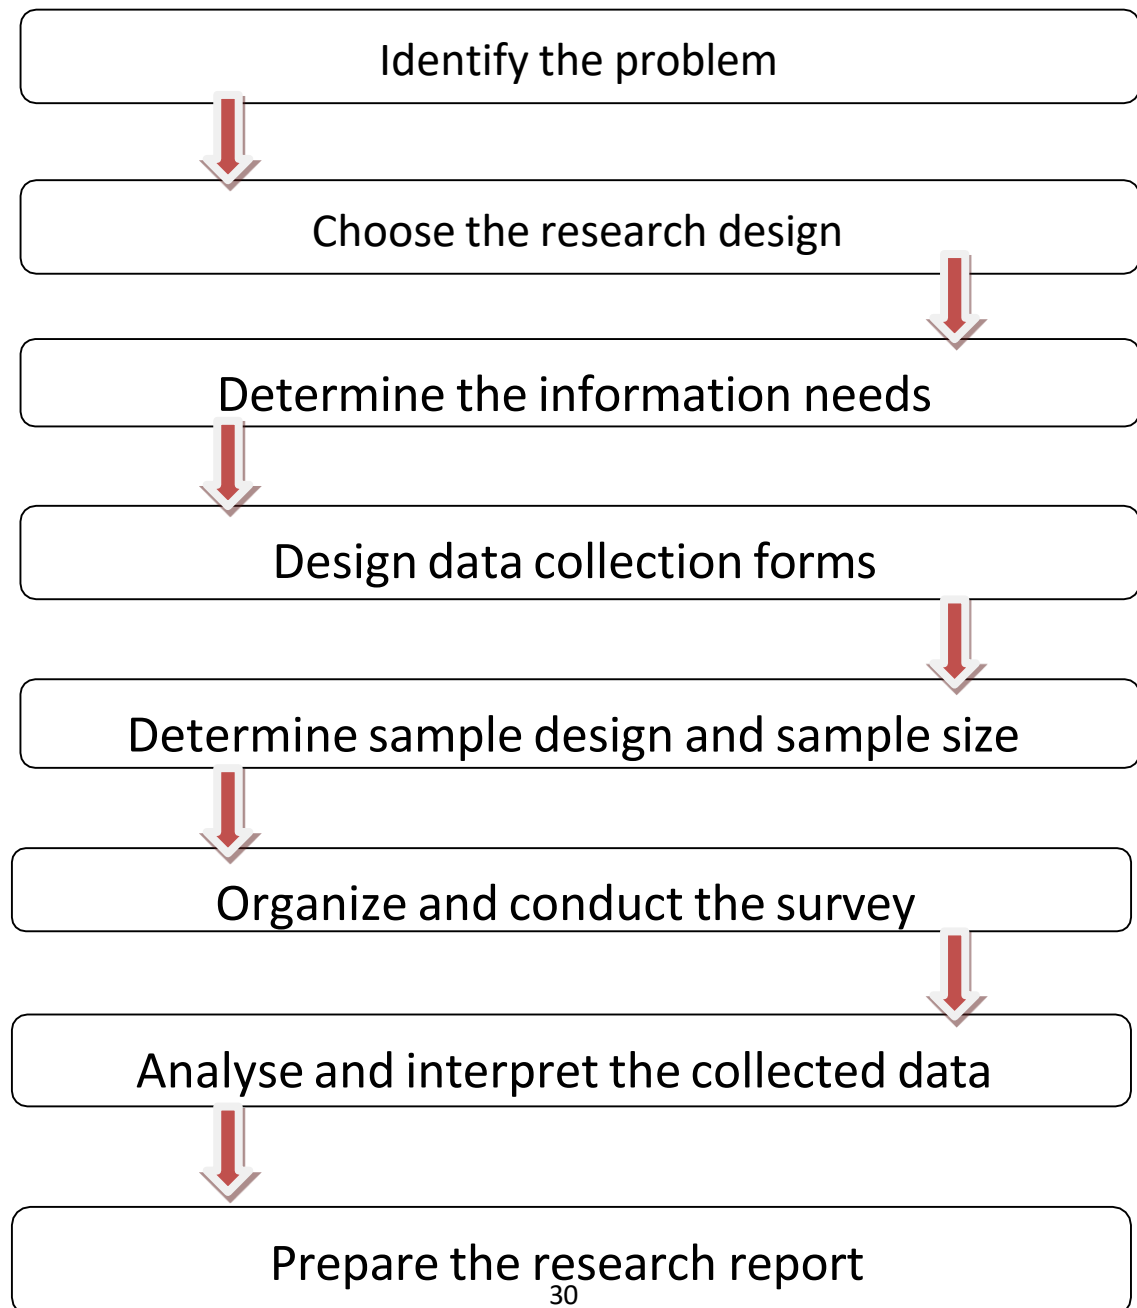 Identify the problem
Choose the research design
Determine the information needs
Design data collection forms
Determine sample design and sample size
Organize and conduct the survey
Analyse and interpret the collected data
Prepare the research report
30